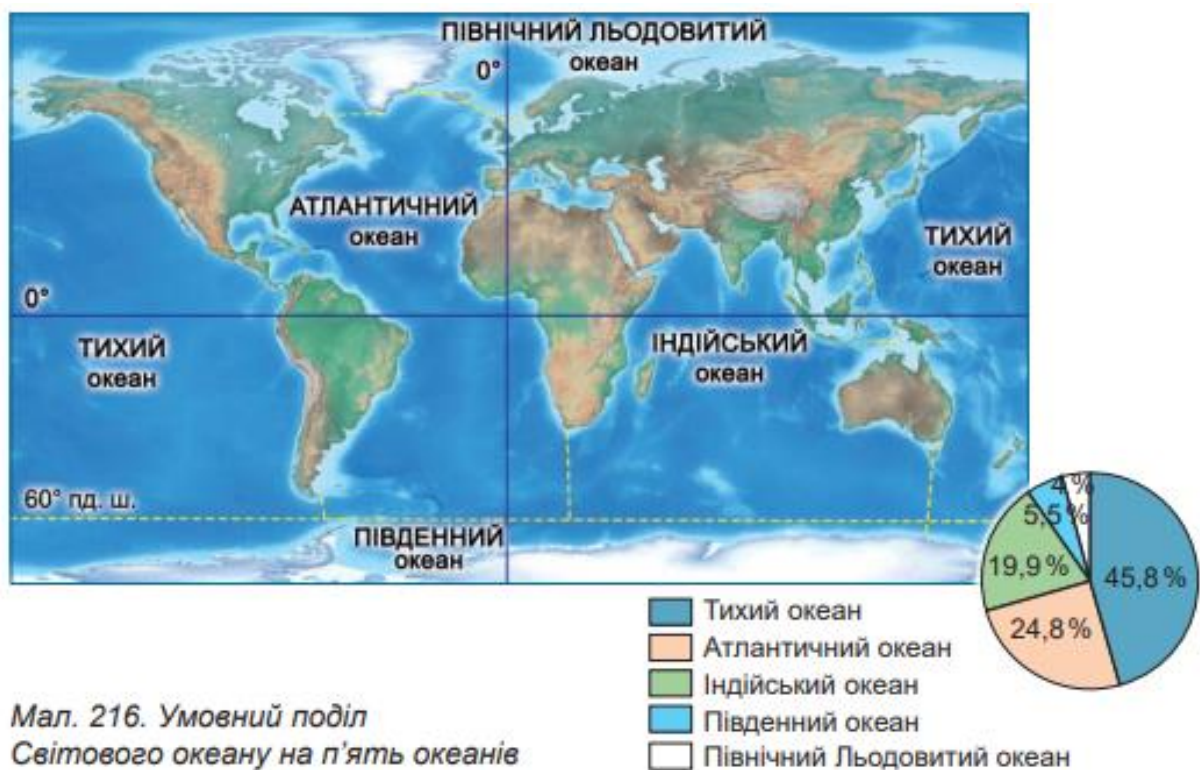 ПІВНІЧНИЙ ЛЬОДОВИТИЙ
океан
0°
АТЛАНТИЧНИЙ
океан
ТИХИЙ
океан
0°
ТИХИЙ
океан
ІНДІЙСЬКИЙ
океан
60° пд. ш.
ПІВДЕННИЙ
океан
4 %
5,5 %
19,9 %
45,8 %
24,8 %
Тихий океан
Атлантичний океан
Індійський океан
Південний океан
Північний Льодовитий океан
Мал. 216. Умовний поділ
Світового океану на п'ять океанів